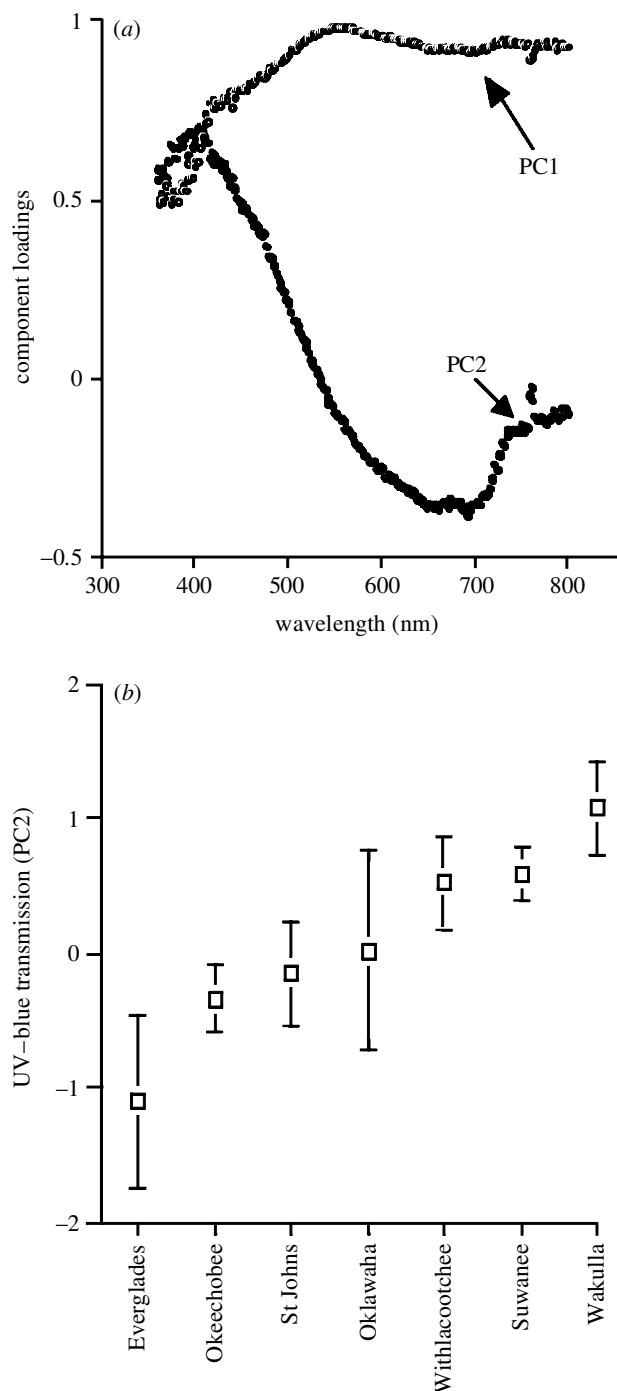 (a)
1
0.5
0
−0.5
component loadings
PC1
PC2
300 400 500 600 700 800
wavelength (nm)
(b)
2
1
0
−1
−2
UV–blue transmission (PC2)
Everglades
Okeechobee
St Johns
Oklawaha
Withlacootchee
Suwanee
Wakulla